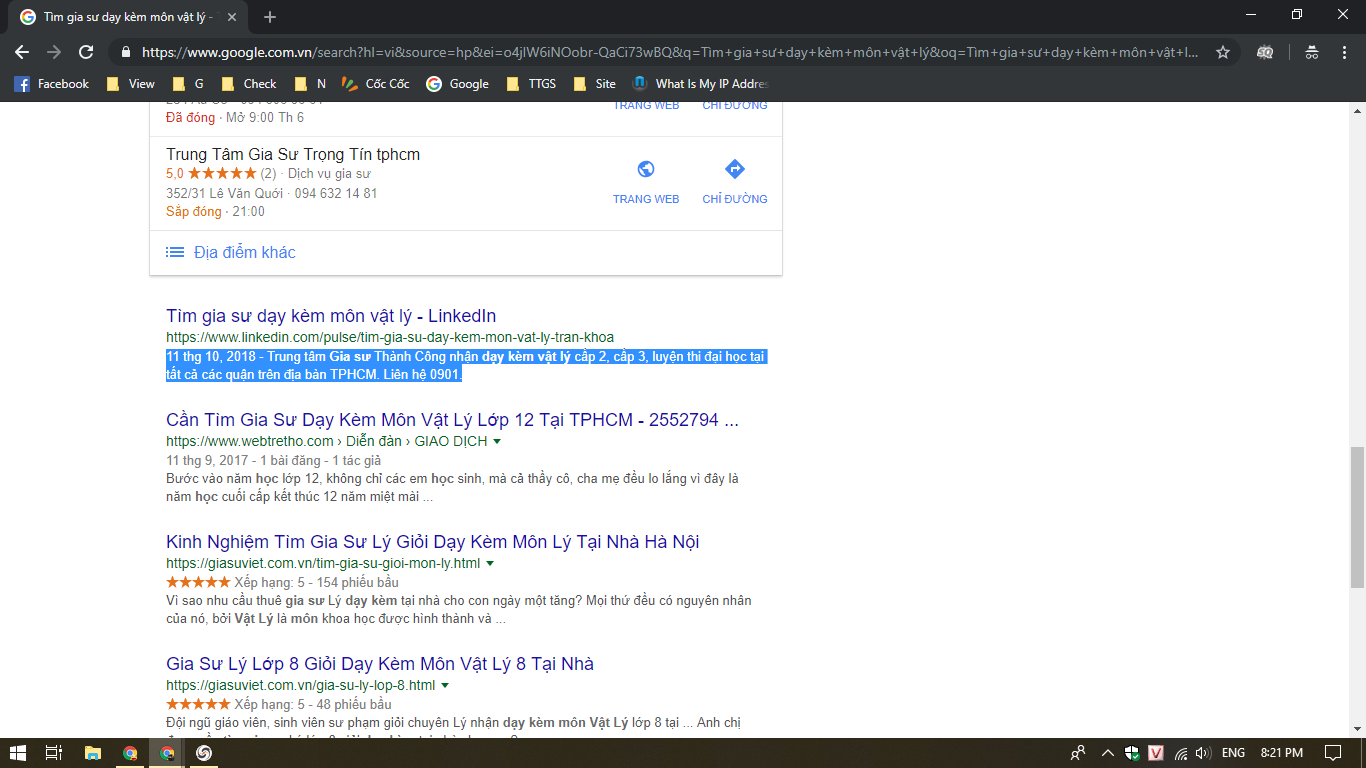 Tìm gia sư dạy kèm môn vật lý -
https://www.google.com.vn/search?hl=vi&source=hp&ei=o4jlW6iNOobr-QaCi73wBQ&q=Tìm+gia+sư+dạy+kèm+môn+vật+lý&oq=Tìm+gia+sư+dạy+kèm+môn+vật+l...
Facebook View G Check N Cốc Cốc Google TTGS Site What Is My IP Addres
TRANG WEB CHỈ ĐƯỜNG
Đã đóng · Mở 9:00 Th 6
Trung Tâm Gia Sư Trọng Tín tphcm
5,0 ★★★★★ (2) · Dịch vụ gia sư
352/31 Lê Văn Quới · 094 632 14 81
Sắp đóng · 21:00
TRANG WEB CHỈ ĐƯỜNG
Địa điểm khác
Tìm gia sư dạy kèm môn vật lý - LinkedIn
https://www.linkedin.com/pulse/tim-gia-su-day-kem-mon-vat-ly-tran-khoa
11 thg 10, 2018 - Trung tâm Gia sư Thành Công nhận dạy kèm vật lý cấp 2, cấp 3, luyện thi đại học tại
tất cả các quận trên địa bàn TPHCM. Liên hệ 0901.
Cần Tìm Gia Sư Dạy Kèm Môn Vật Lý Lớp 12 Tại TPHCM - 2552794 ...
https://www.webtretho.com › Diễn đàn › GIAO DỊCH
11 thg 9, 2017 - 1 bài đăng - 1 tác giả
Bước vào năm học lớp 12, không chỉ các em học sinh, mà cả thầy cô, cha mẹ đều lo lắng vì đây là
năm học cuối cấp kết thúc 12 năm miệt mài ...
Kinh Nghiệm Tìm Gia Sư Lý Giỏi Dạy Kèm Môn Lý Tại Nhà Hà Nội
https://giasuviet.com.vn/tim-gia-su-gioi-mon-ly.html
★★★★★ Xếp hạng: 5 - 154 phiếu bầu
Vì sao nhu cầu thuê gia sư Lý dạy kèm tại nhà cho con ngày một tăng? Mọi thứ đều có nguyên nhân
của nó, bởi Vật Lý là môn khoa học được hình thành và ...
Gia Sư Lý Lớp 8 Giỏi Dạy Kèm Môn Vật Lý 8 Tại Nhà
https://giasuviet.com.vn/gia-su-ly-lop-8.html
★★★★★ Xếp hạng: 5 - 48 phiếu bầu
Đội ngũ giáo viên, sinh viên sư phạm giỏi chuyên Lý nhận dạy kèm môn Vật Lý lớp 8 tại ... Anh chị
ENG 8:21 PM